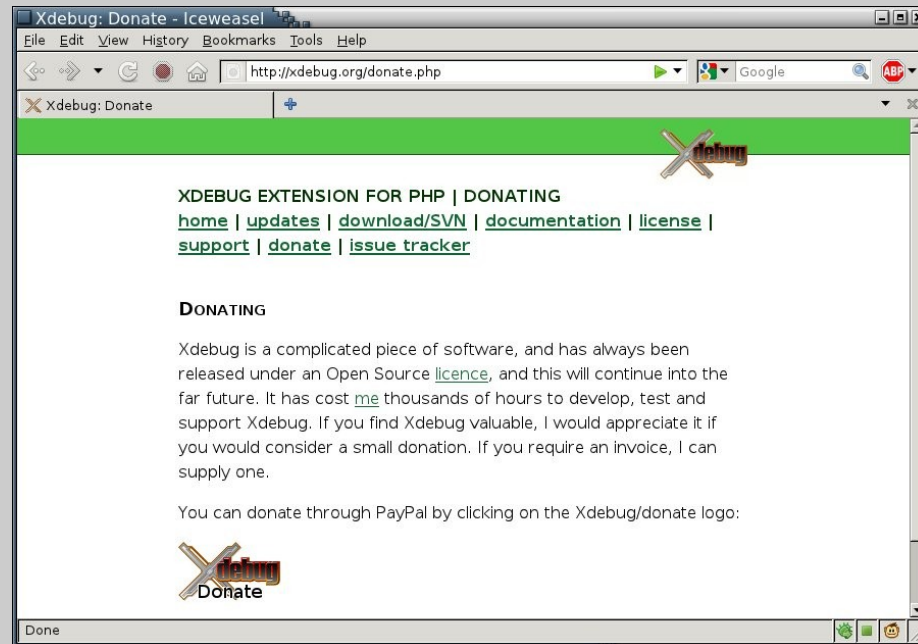 Xdebug: Donate - Iceweasel
File Edit View History Bookmarks Tools Help
http://xdebug.org/donate.php
Google
ABP
Xdebug: Donate
Xdebug
XDEBUG EXTENSION FOR PHP | DONATING
home | updates | download/SVN | documentation | license |
support | donate | issue tracker
DONATING
Xdebug is a complicated piece of software, and has always been
released under an Open Source licence, and this will continue into the
far future. It has cost me thousands of hours to develop, test and
support Xdebug. If you find Xdebug valuable, I would appreciate it if
you would consider a small donation. If you require an invoice, I can
supply one.
You can donate through PayPal by clicking on the Xdebug/donate logo:
Xdebug
Donate
Done